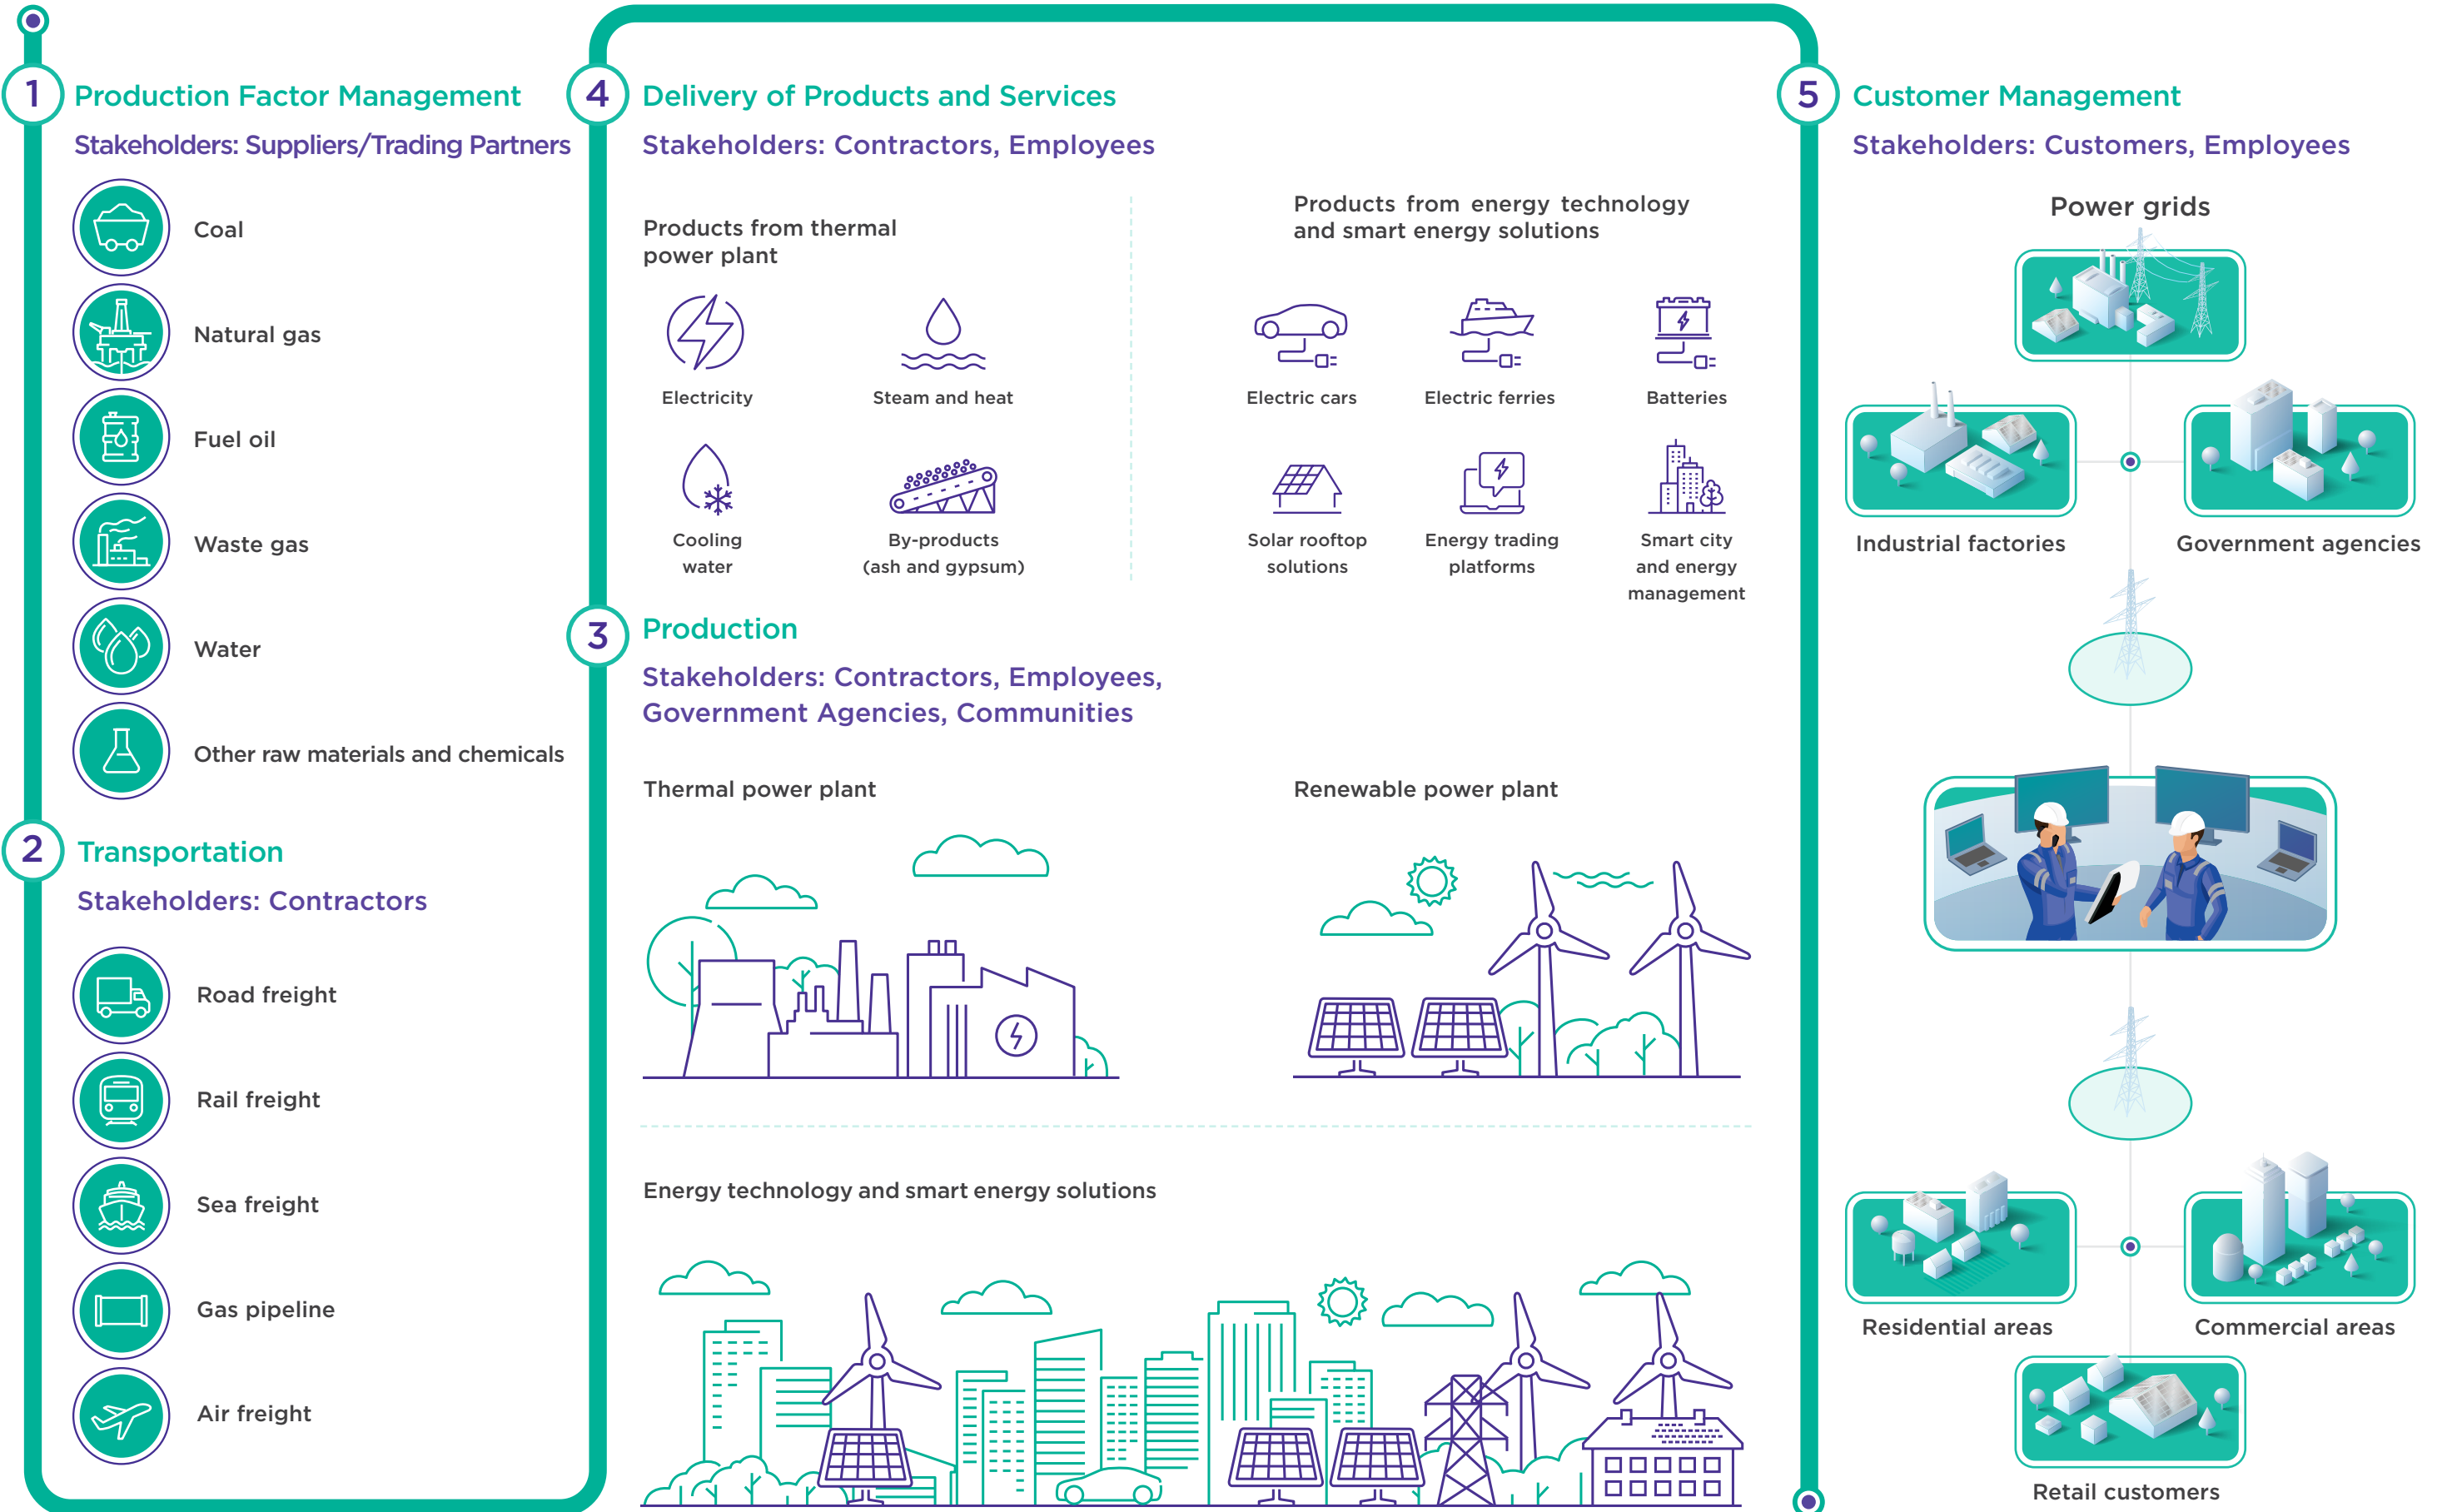 1
Production Factor Management
Stakeholders: Suppliers/Trading Partners
Coal
Natural gas
Fuel oil
Waste gas
Water
Other raw materials and chemicals
2
Transportation
Stakeholders: Contractors
Road freight
Rail freight
Sea freight
Gas pipeline
Air freight
3
Production
Stakeholders: Contractors, Employees,
Government Agencies, Communities
Thermal power plant
Renewable power plant
Energy technology and smart energy solutions
4
Delivery of Products and Services
Stakeholders: Contractors, Employees
Products from thermal
power plant
Electricity
Steam and heat
Cooling
water
By-products
(ash and gypsum)
Products from energy technology
and smart energy solutions
Electric cars
Electric ferries
Batteries
Solar rooftop
solutions
Energy trading
platforms
Smart city
and energy
management
5
Customer Management
Stakeholders: Customers, Employees
Power grids
Industrial factories
Government agencies
Residential areas
Commercial areas
Retail customers